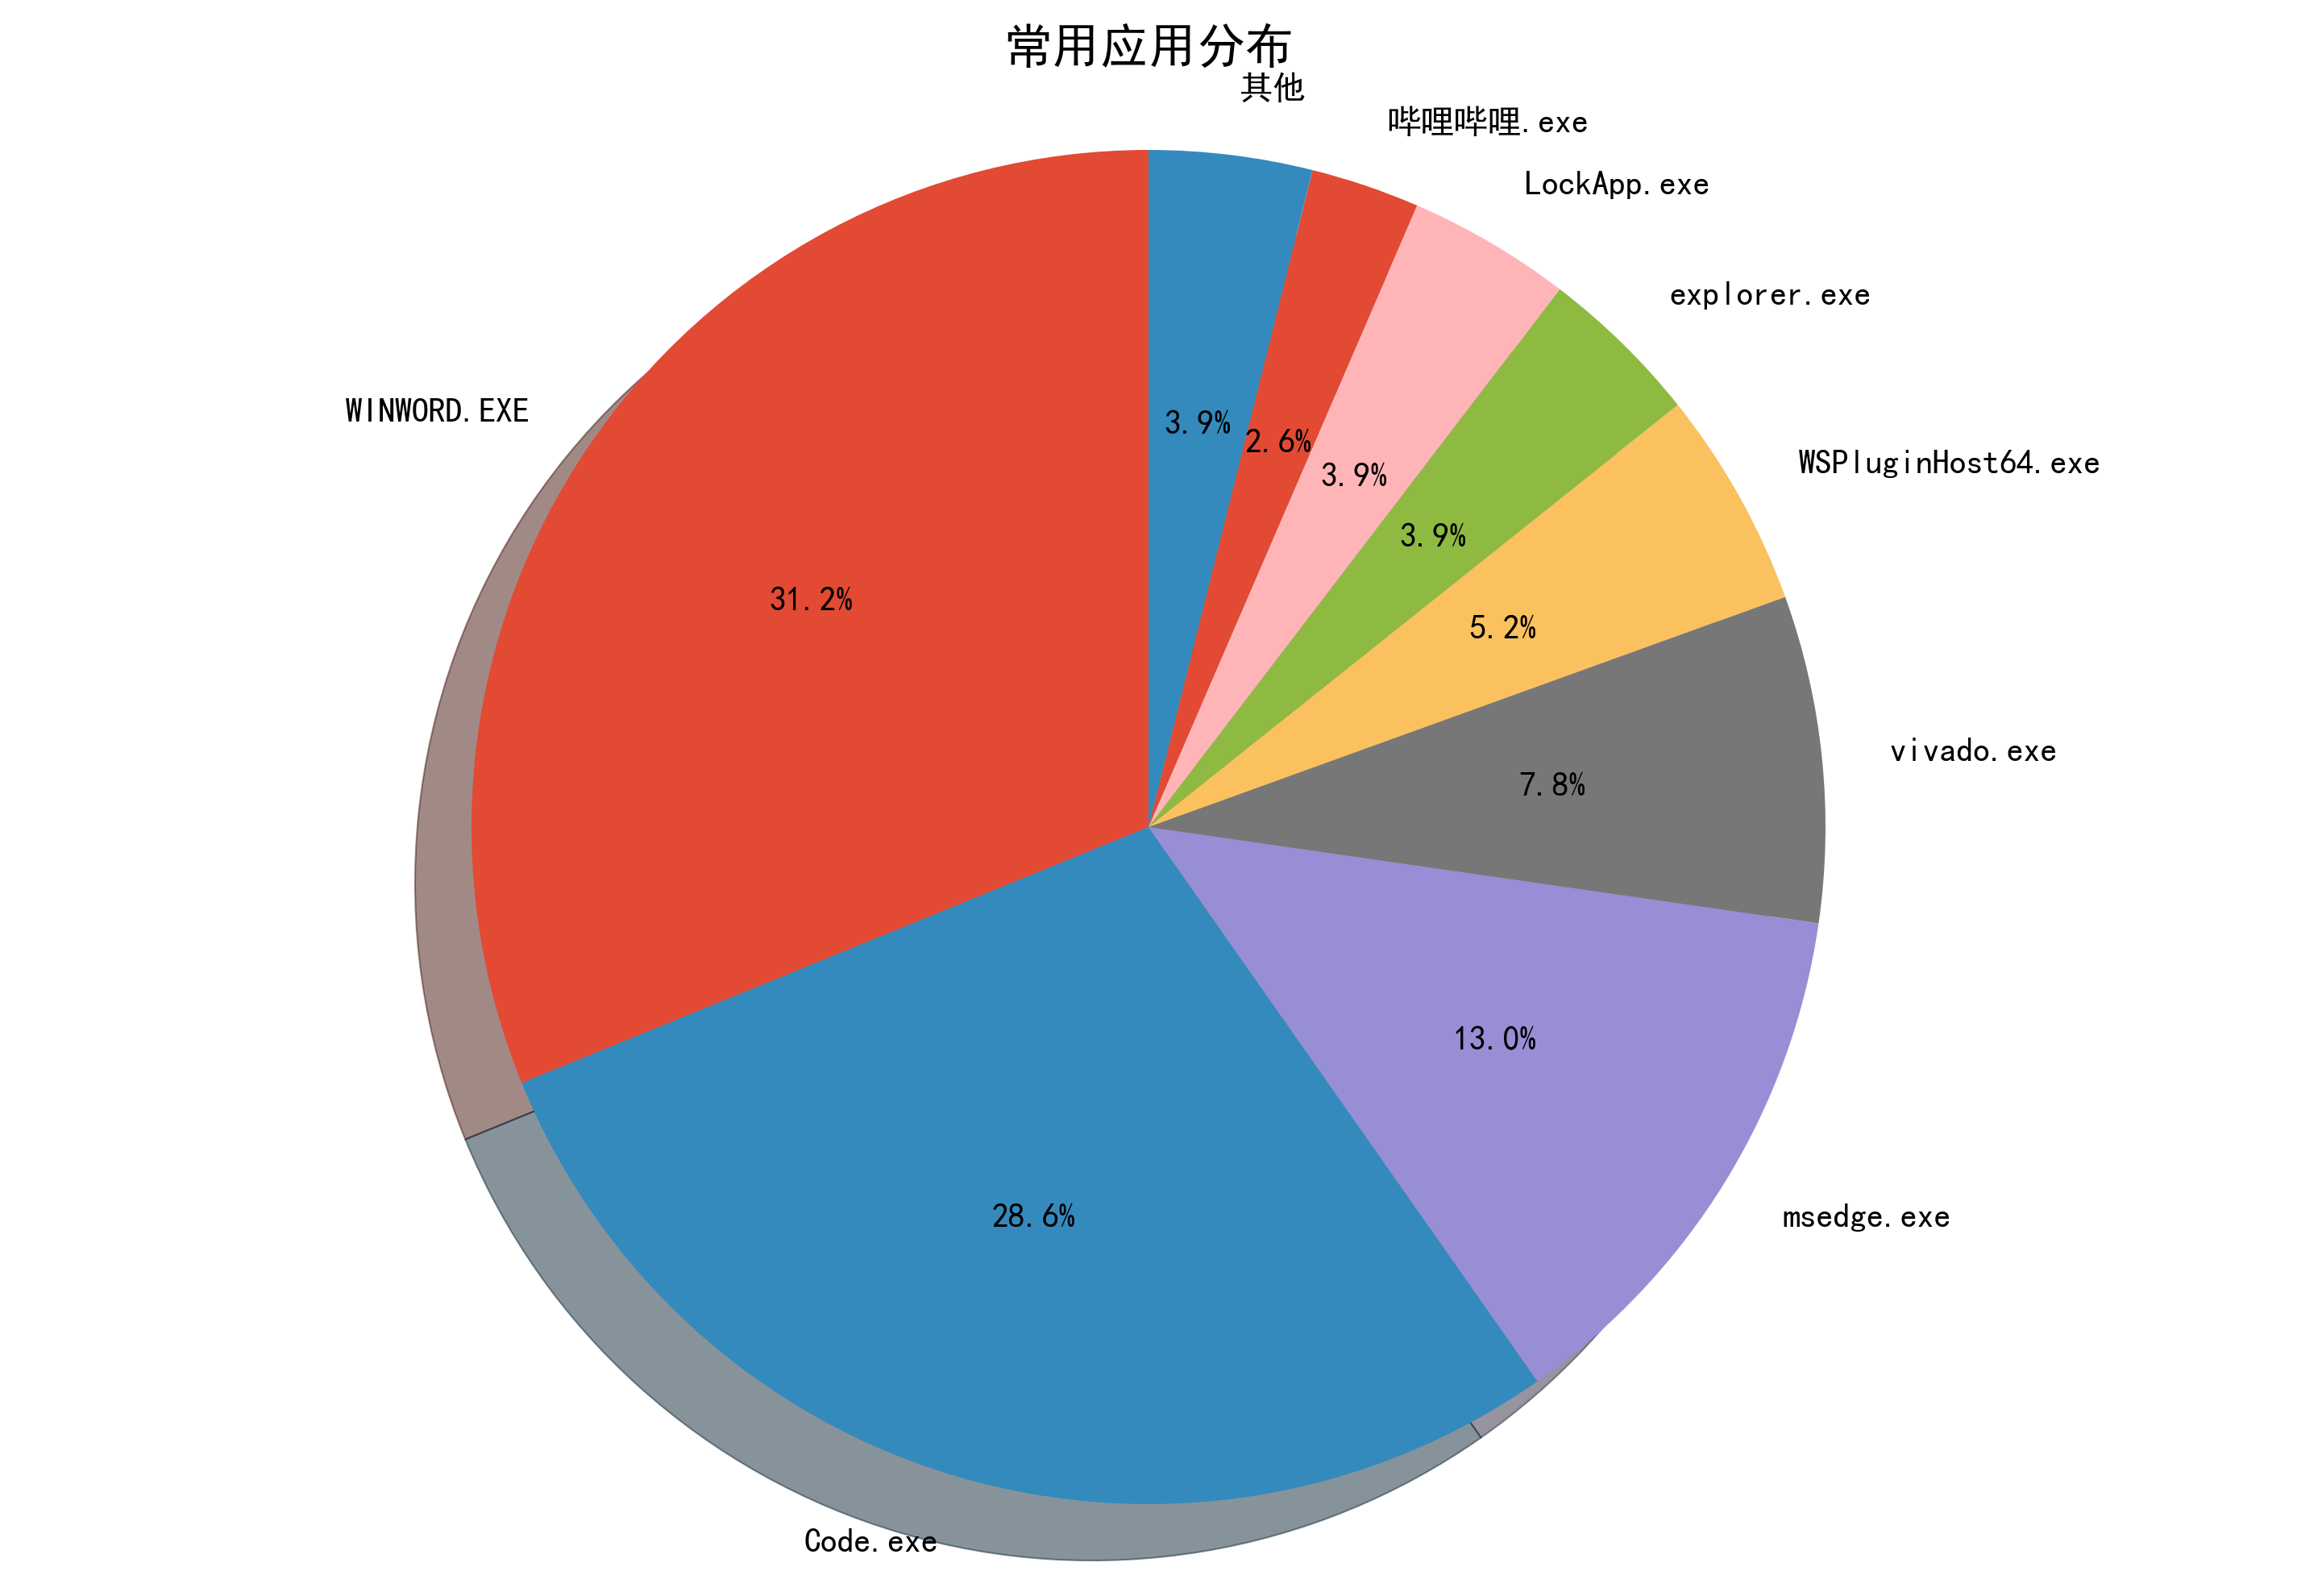 常用应用分布
其他
哔哩哔哩.exe
LockApp.exe
explorer.exe
WINWORD.EXE
3.9%
2.6%
WSPluginHost64.exe
3.9%
3.9%
31.2%
5.2%
vivado.exe
7.8%
13.0%
28.6%
msedge.exe
Code.exe